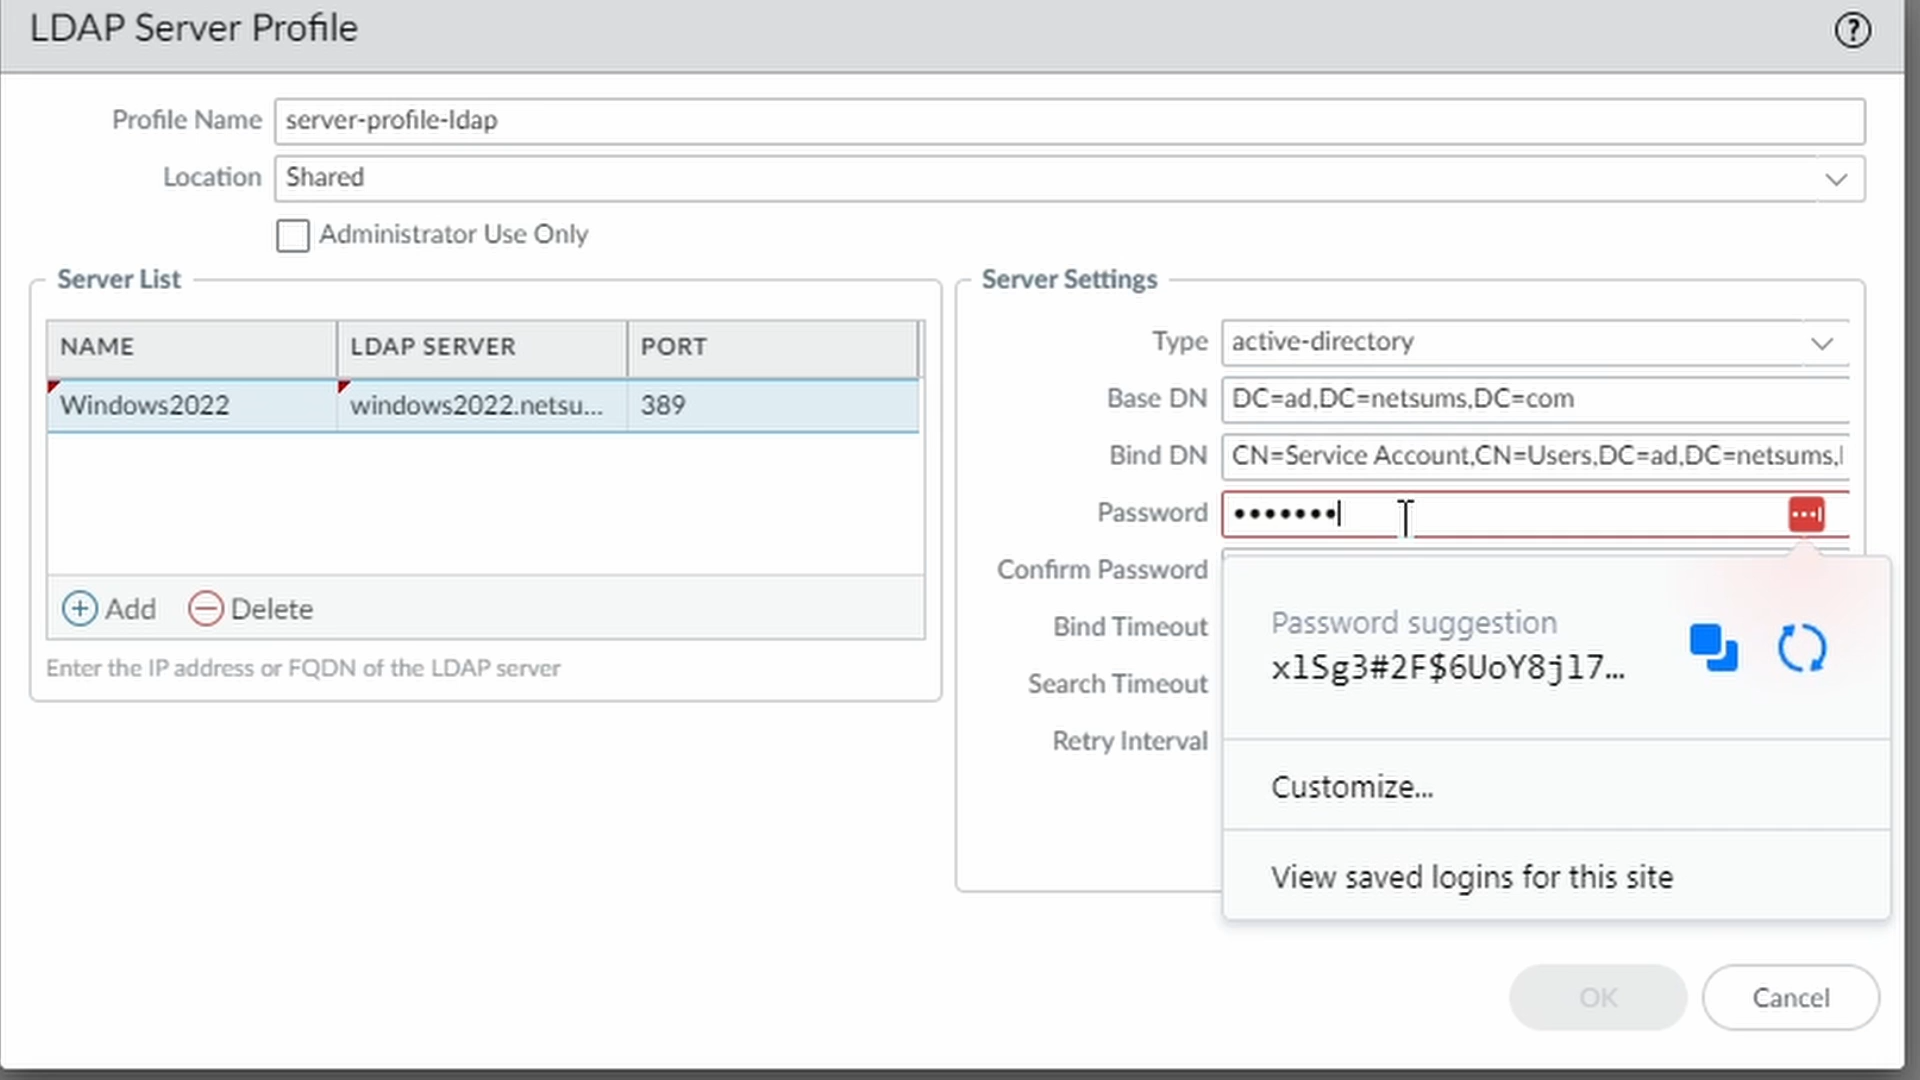 LDAP Server Profile
?
Profile Name server-profile-ldap
Location Shared
Administrator Use Only
Server List
NAME LDAP SERVER PORT
Windows2022 windows2022.netsu... 389
Add Delete
Enter the IP address or FQDN of the LDAP server
Server Settings
Type active-directory
Base DN DC=ad,DC=netsums,DC=com
Bind DN CN=Service Account,CN=Users,DC=ad,DC=netsums,
Password •••••••
Confirm Password
Bind Timeout
Search Timeout
Retry Interval
Password suggestion
xlSg3#2F$6UoY8jl7...
Customize...
View saved logins for this site
OK Cancel